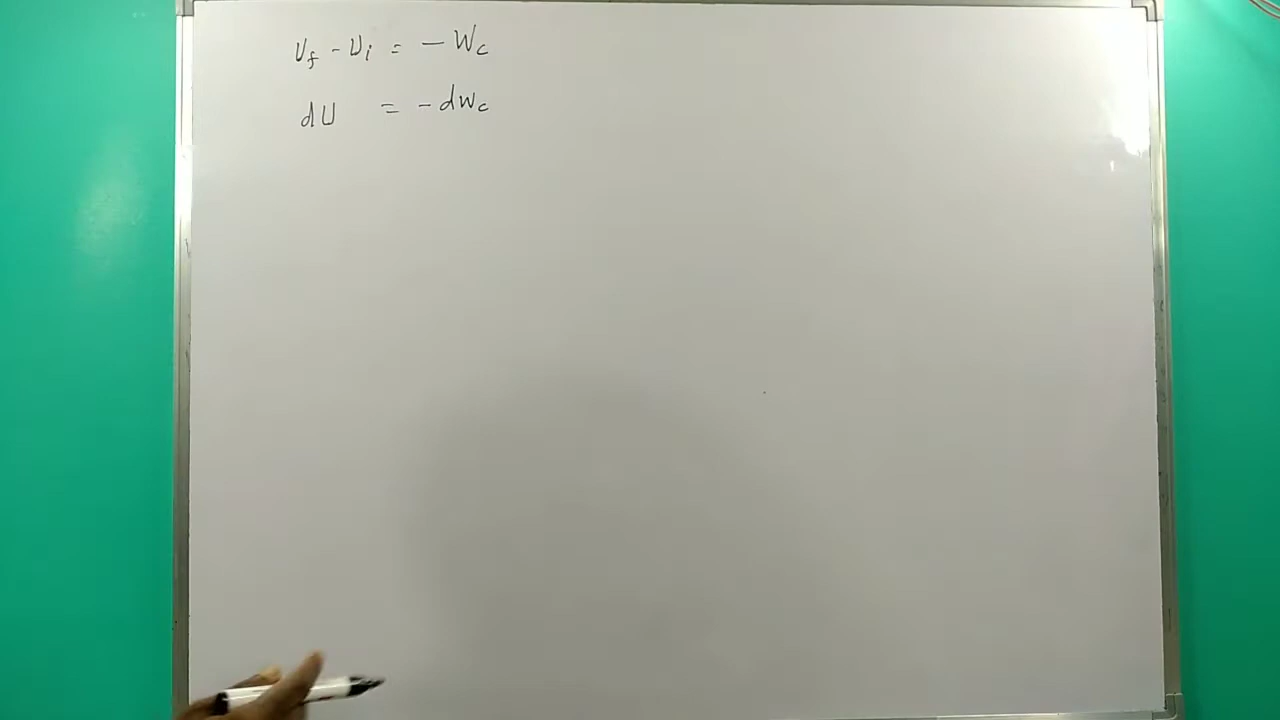 U_f - U_i = - W_c
dU = - dW_c